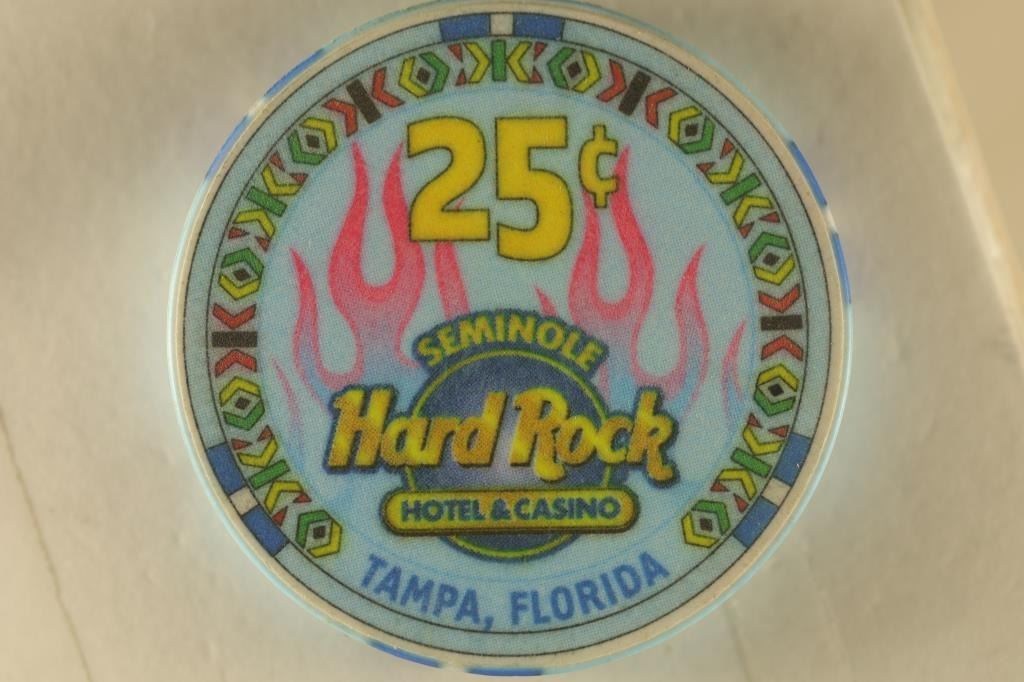 25¢
SEMINOLE
Hard Rock
HOTEL & CASINO
TAMPA, FLORIDA